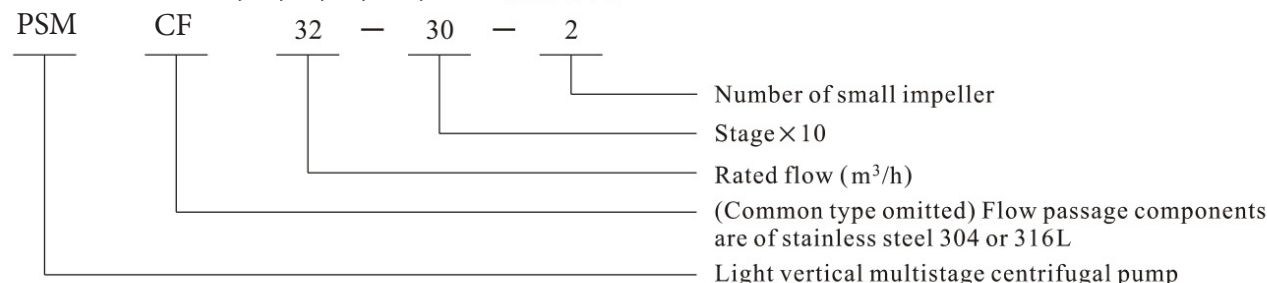 PSM CF 32 — 30 — 2
Number of small impeller
Stage×10
Rated flow (m³/h)
(Common type omitted) Flow passage components
are of stainless steel 304 or 316L
Light vertical multistage centrifugal pump